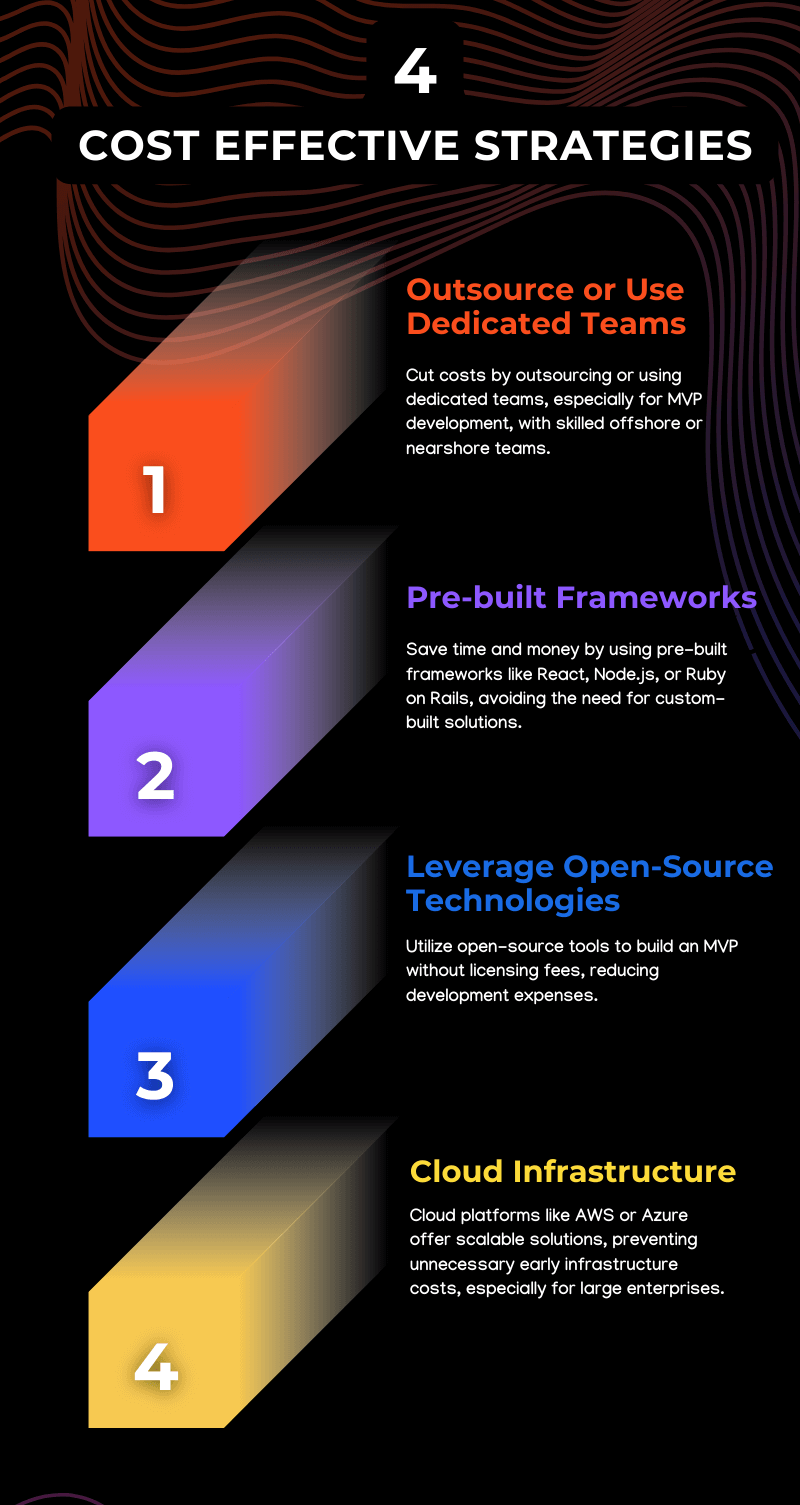 4
COST EFFECTIVE STRATEGIES
Outsource or Use
Dedicated Teams
Cut costs by outsourcing or using
dedicated teams, especially for MVP
development, with skilled offshore or
nearshore teams.
1
Pre-built Frameworks
Save time and money by using pre-built
frameworks like React, Node.js, or Ruby
on Rails, avoiding the need for custom-
built solutions.
2
Leverage Open-Source
Technologies
Utilize open-source tools to build an MVP
without licensing fees, reducing
development expenses.
3
Cloud Infrastructure
Cloud platforms like AWS or Azure
offer scalable solutions, preventing
unnecessary early infrastructure
costs, especially for large enterprises.
4